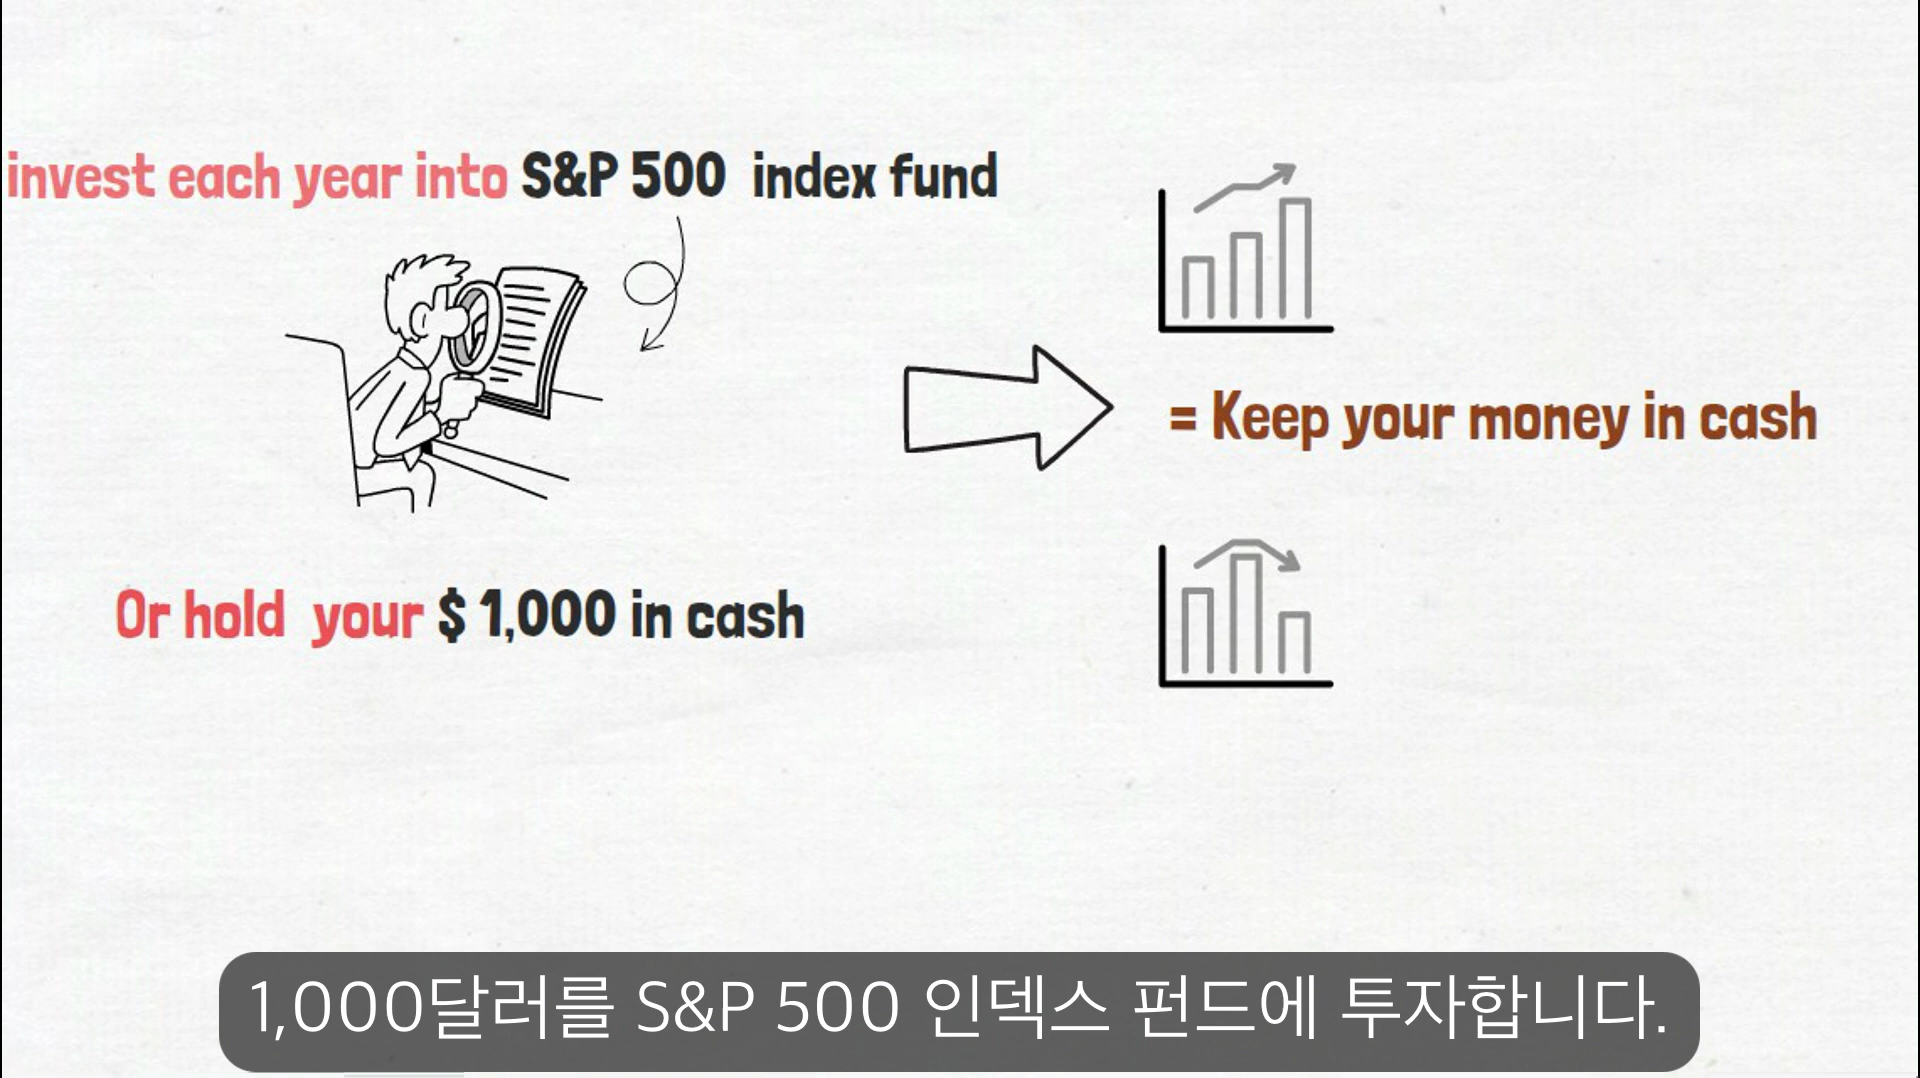 invest each year into S&P 500 index fund
= Keep your money in cash
Or hold your $ 1,000 in cash
1,000달러를 S&P 500 인덱스 펀드에 투자합니다.